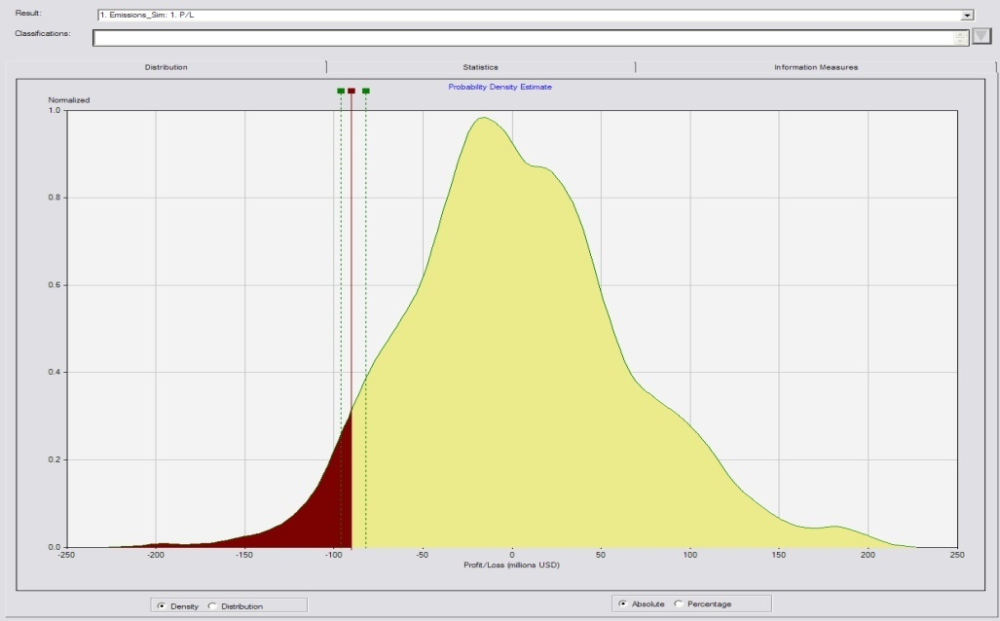 Result:
1. Emissions_Sim: 1. P/L
Classifications:
Distribution
Statistics
Information Measures
Probability Density Estimate
Normalized
1.0
0.8
0.6
0.4
0.2
0.0
-250 -200 -150 -100 -50 0 50 100 150 200 250
Profit/Loss (millions USD)
Density Distribution
Absolute Percentage